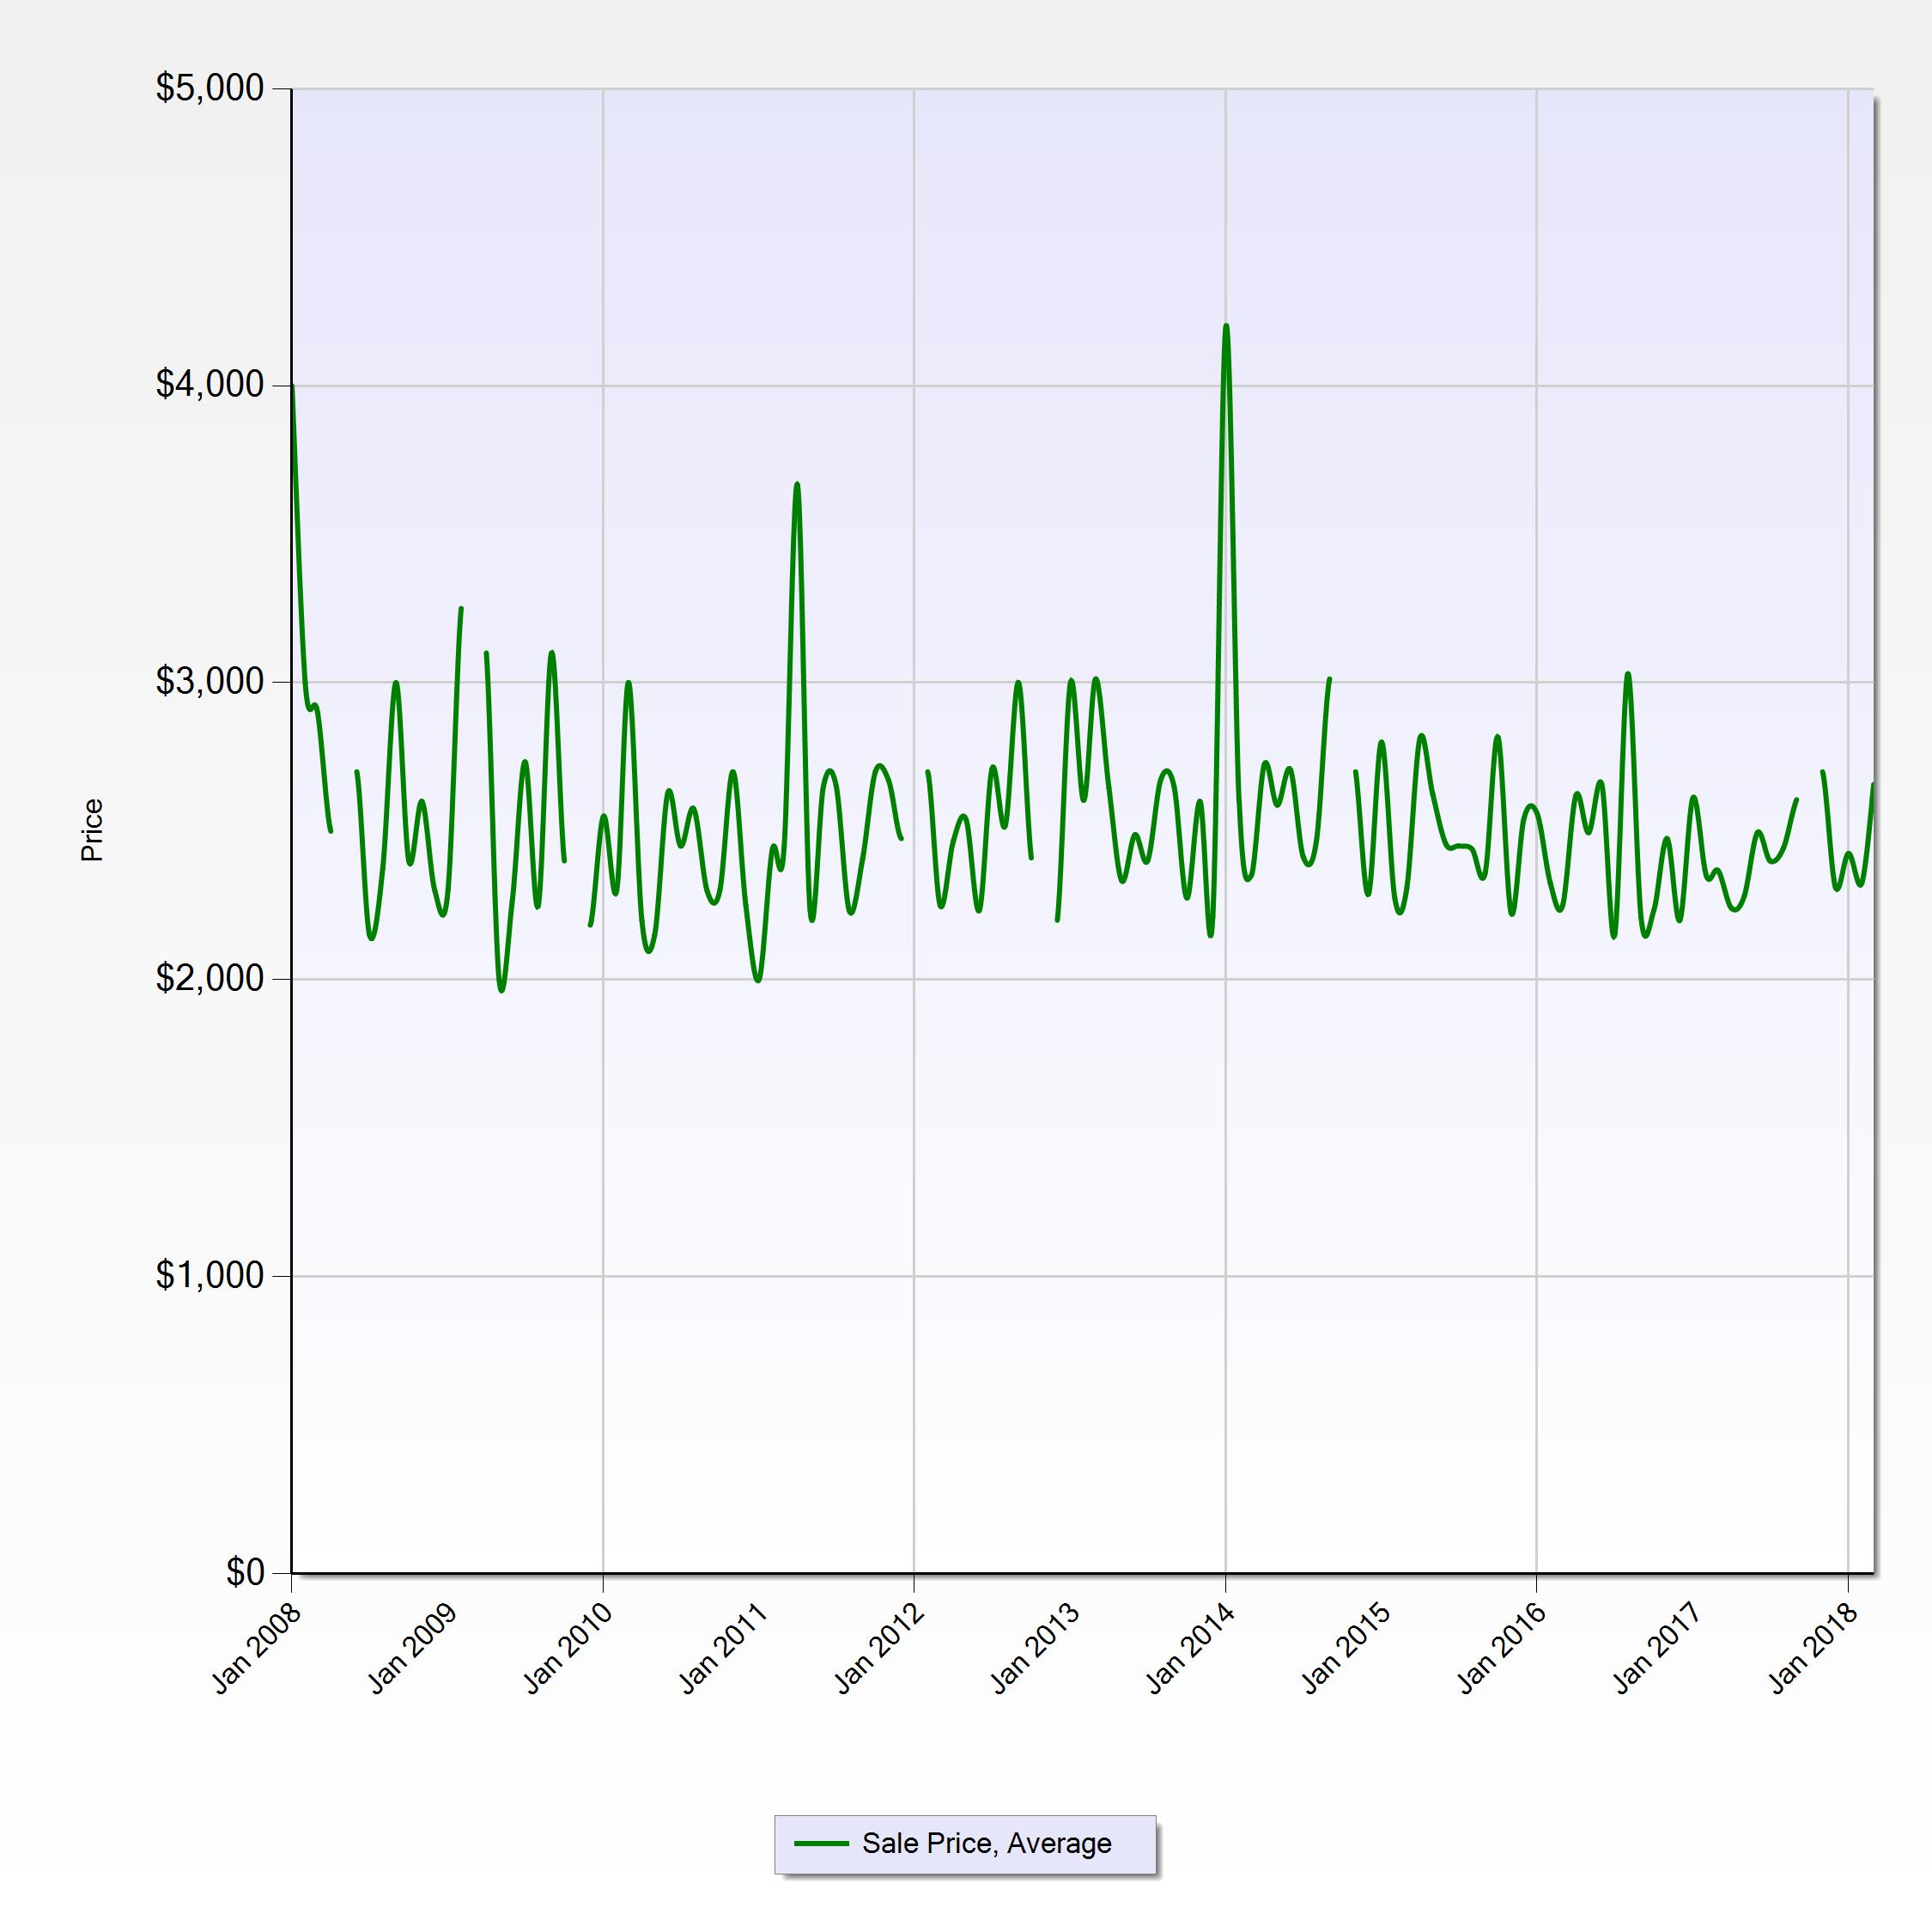 $5,000
$4,000
$3,000
$2,000
$1,000
$0
Price
Jan 2008
Jan 2009
Jan 2010
Jan 2011
Jan 2012
Jan 2013
Jan 2014
Jan 2015
Jan 2016
Jan 2017
Jan 2018
Sale Price, Average